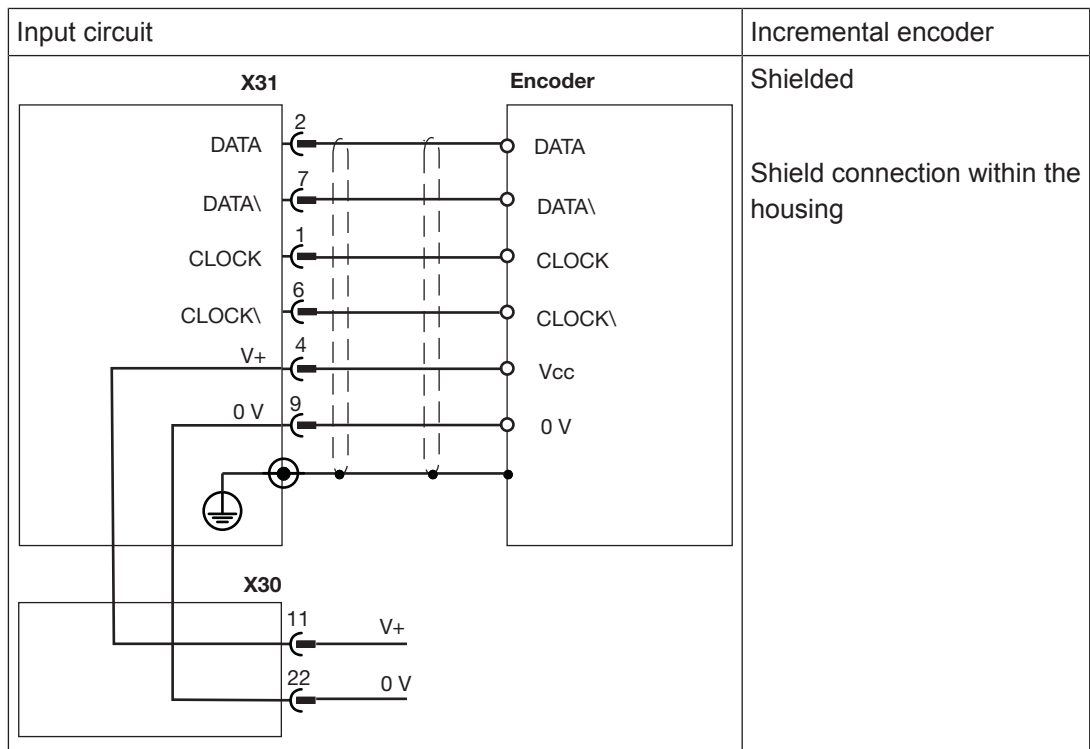 Input circuit
Incremental encoder
X31
Encoder
Shielded
2
DATA
DATA
Shield connection within the
housing
7
DATA\
DATA\
1
CLOCK
CLOCK
6
CLOCK\
CLOCK\
4
V+
Vcc
9
0 V
0 V
X30
11
V+
22
0 V